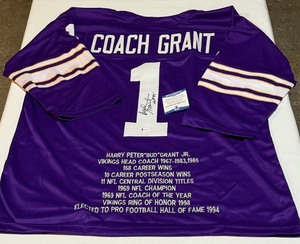 COACH GRANT
1
HARRY PETER "BUD" GRANT JR.
VIKINGS HEAD COACH 1967-1983, 1985
158 CAREER WINS
10 CAREER POSTSEASON WINS
11 NFL CENTRAL DIVISION TITLES
1969 NFL CHAMPION
1969 NFL COACH OF THE YEAR
VIKINGS RING OF HONOR 1998
ELECTED TO PRO FOOTBALL HALL OF FAME 1994